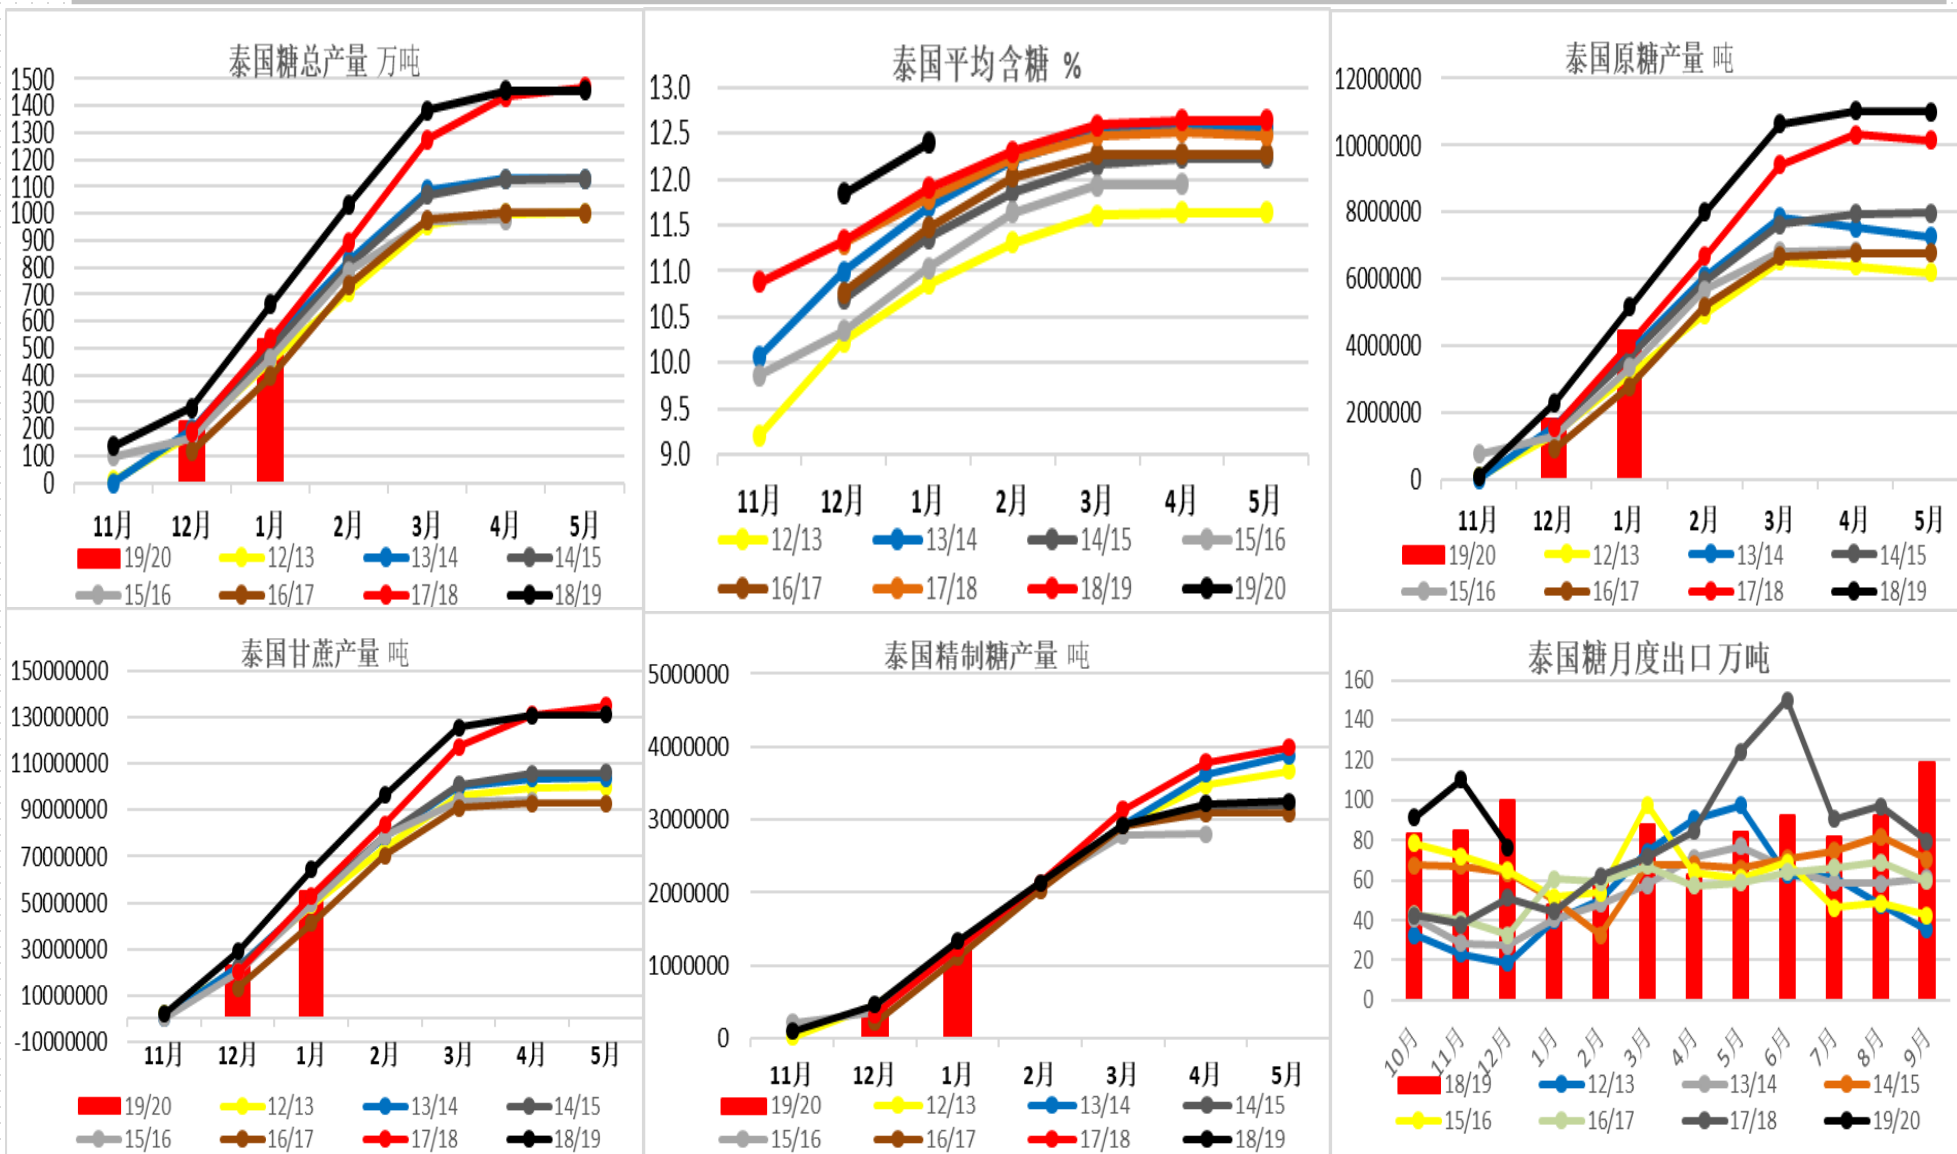 泰国糖总产量 万吨
1500
1400
1300
1200
1100
1000
900
800
700
600
500
400
300
200
100
0
11月 12月 1月 2月 3月 4月 5月
19/20 12/13 13/14 14/15
15/16 16/17 17/18 18/19
泰国平均含糖 %
13.0
12.5
12.0
11.5
11.0
10.5
10.0
9.5
9.0
11月 12月 1月 2月 3月 4月 5月
12/13 13/14 14/15 15/16
16/17 17/18 18/19 19/20
泰国原糖产量 吨
12000000
10000000
8000000
6000000
4000000
2000000
0
11月 12月 1月 2月 3月 4月 5月
19/20 12/13 13/14 14/15
15/16 16/17 17/18 18/19
泰国甘蔗产量 吨
150000000
130000000
110000000
90000000
70000000
50000000
30000000
10000000
-10000000
11月 12月 1月 2月 3月 4月 5月
19/20 12/13 13/14 14/15
15/16 16/17 17/18 18/19
泰国精制糖产量 吨
5000000
4000000
3000000
2000000
1000000
0
11月 12月 1月 2月 3月 4月 5月
19/20 12/13 13/14 14/15
15/16 16/17 17/18 18/19
泰国糖月度出口 万吨
160
140
120
100
80
60
40
20
0
10月 11月 12月 1月 2月 3月 4月 5月 6月 7月 8月 9月
18/19 12/13 13/14 14/15
15/16 16/17 17/18 19/20